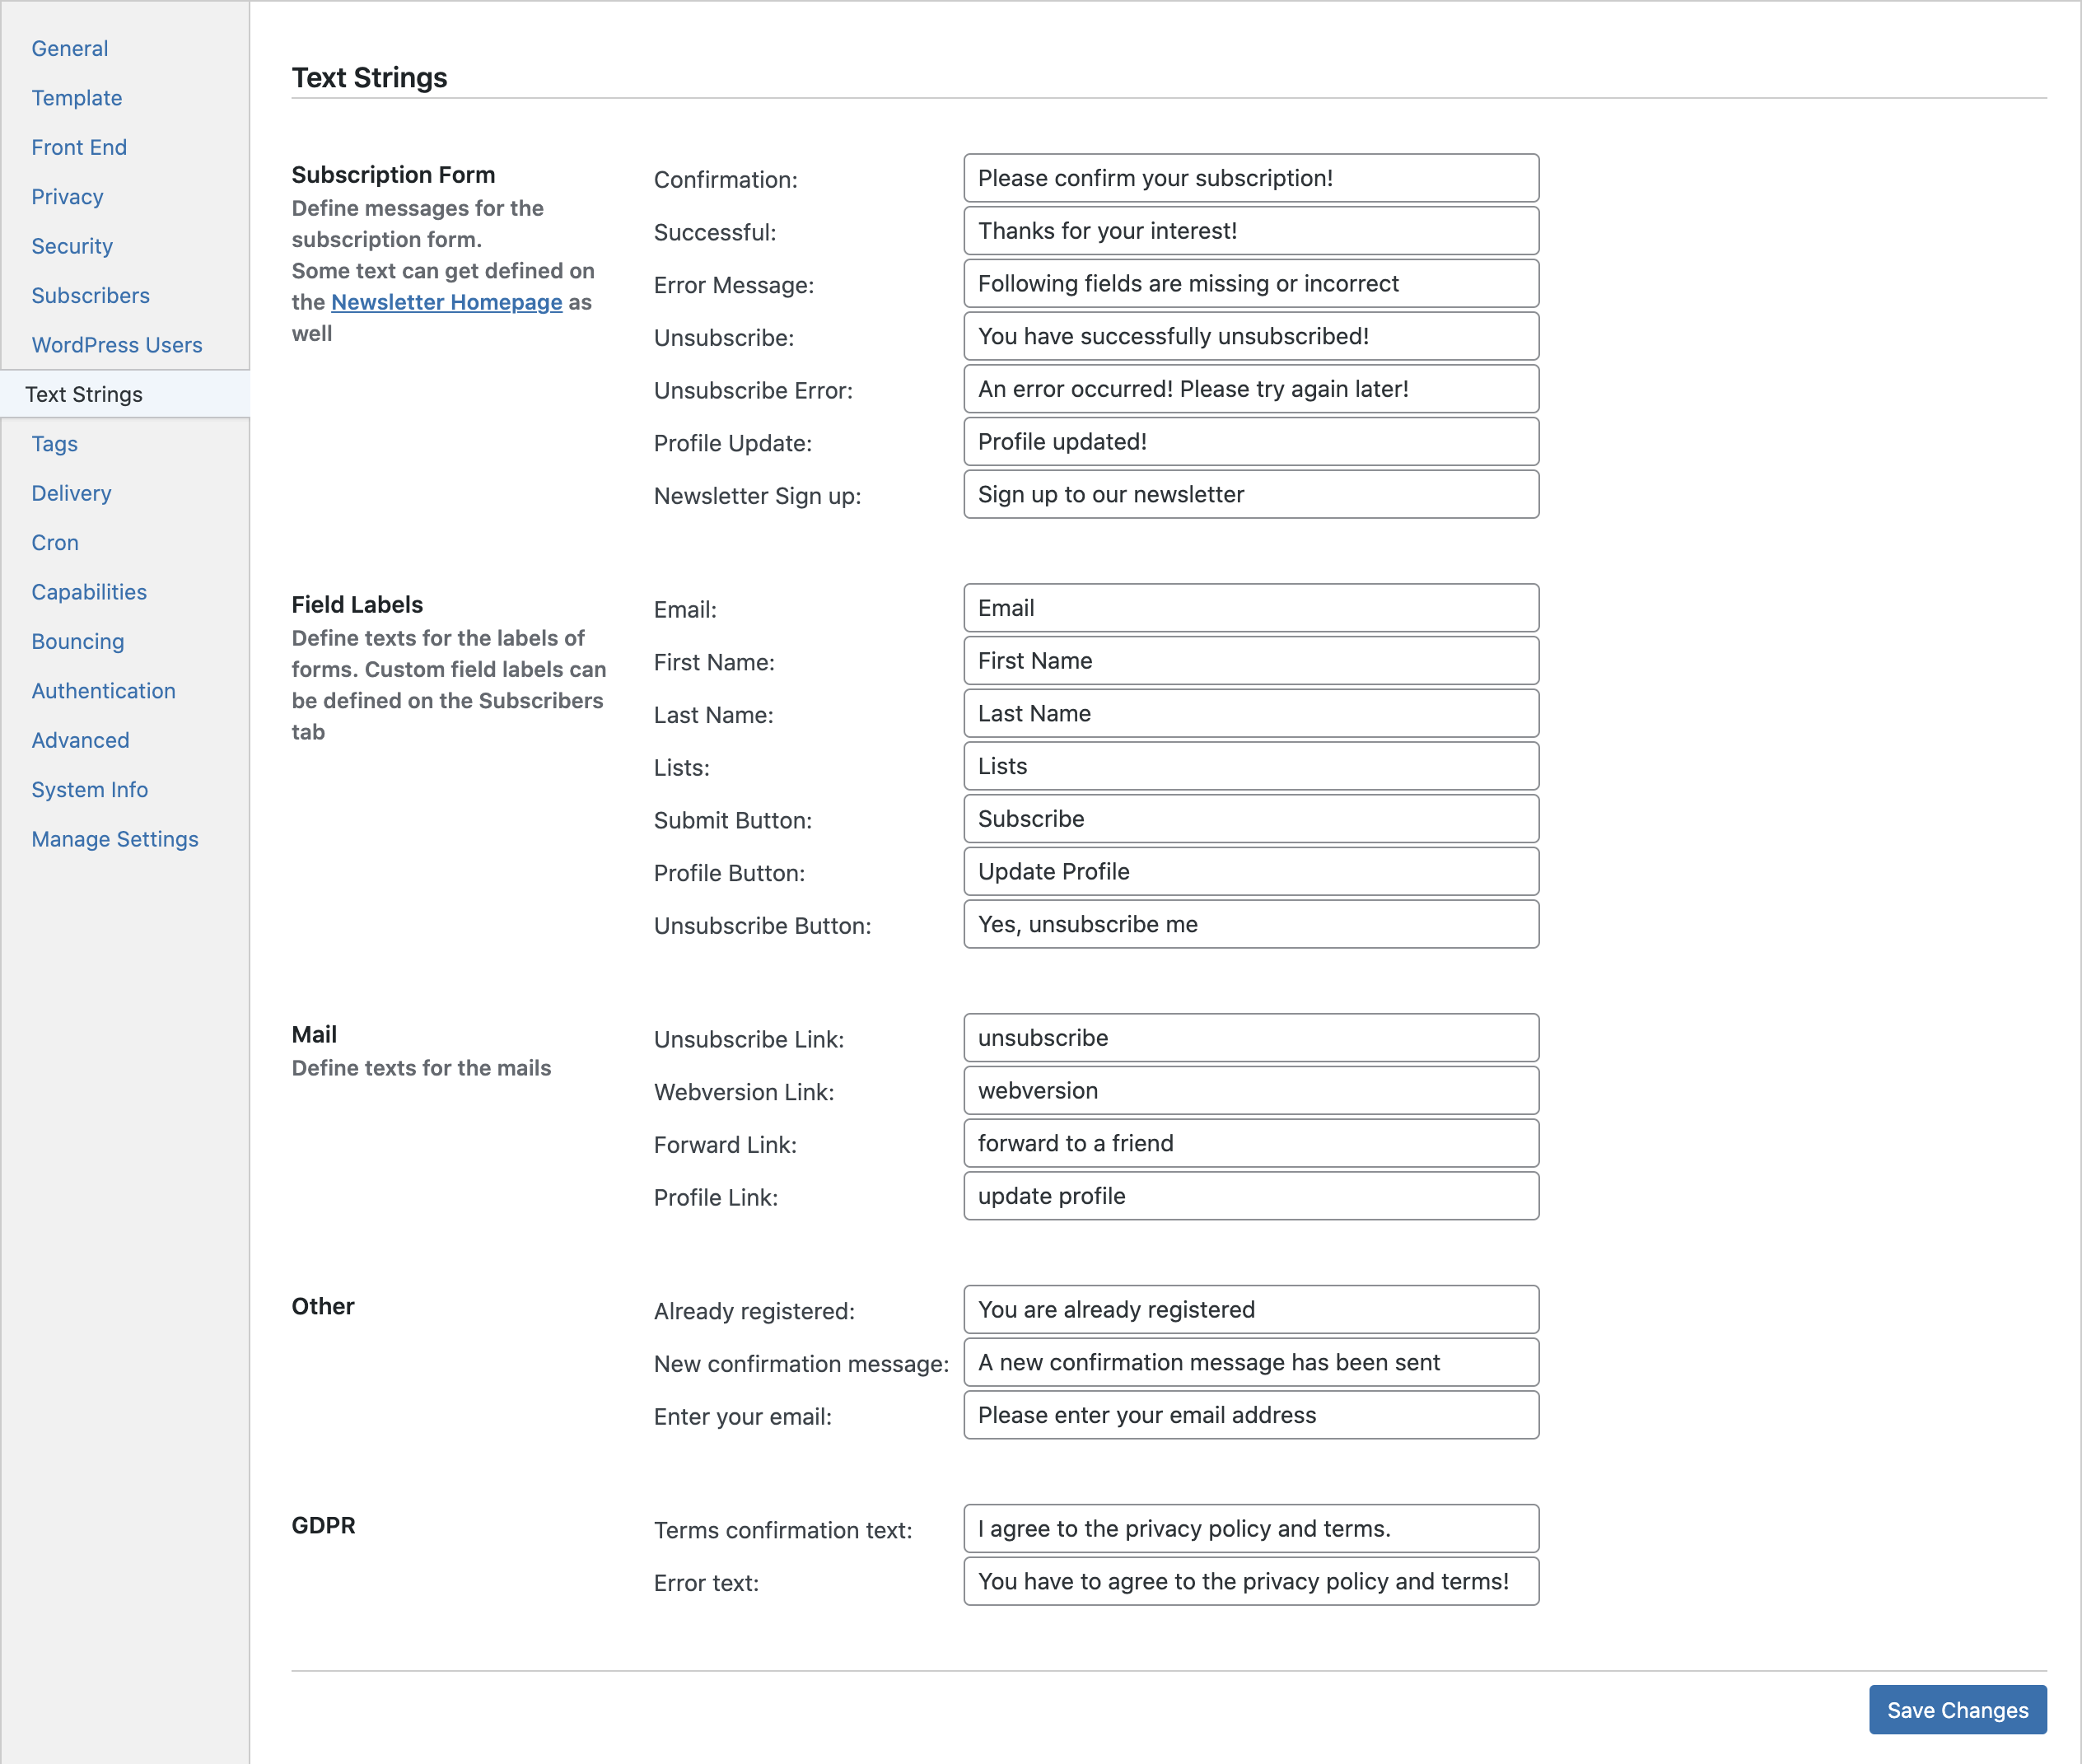 General
Template
Front End
Privacy
Security
Subscribers
WordPress Users
Text Strings
Tags
Delivery
Cron
Capabilities
Bouncing
Authentication
Advanced
System Info
Manage Settings
Text Strings
Subscription Form
Define messages for the
subscription form.
Some text can get defined on
the Newsletter Homepage as
well
Confirmation: Please confirm your subscription!
Successful: Thanks for your interest!
Error Message: Following fields are missing or incorrect
Unsubscribe: You have successfully unsubscribed!
Unsubscribe Error: An error occurred! Please try again later!
Profile Update: Profile updated!
Newsletter Sign up: Sign up to our newsletter
Field Labels
Define texts for the labels of
forms. Custom field labels can
be defined on the Subscribers
tab
Email: Email
First Name: First Name
Last Name: Last Name
Lists: Lists
Submit Button: Subscribe
Profile Button: Update Profile
Unsubscribe Button: Yes, unsubscribe me
Mail
Define texts for the mails
Unsubscribe Link: unsubscribe
Webversion Link: webversion
Forward Link: forward to a friend
Profile Link: update profile
Other
Already registered: You are already registered
New confirmation message: A new confirmation message has been sent
Enter your email: Please enter your email address
GDPR
Terms confirmation text: I agree to the privacy policy and terms.
Error text: You have to agree to the privacy policy and terms!
Save Changes